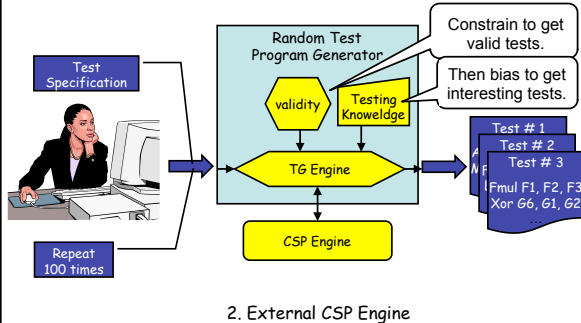 Test
Specification
Repeat
100 times
Random Test
Program Generator
validity
Testing
Knoweldge
TG Engine
CSP Engine
Constrain to get
valid tests.
Then bias to get
interesting tests.
Test # 1
Test # 2
Test # 3
Fmul F1, F2, F3
Xor G6, G1, G2
...
2. External CSP Engine